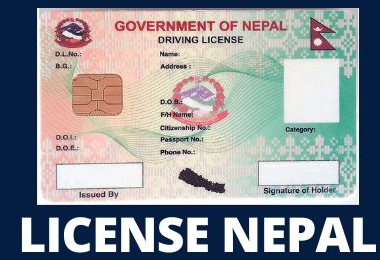 GOVERNMENT OF NEPAL
DRIVING LICENSE
D.L.No.:
Name:
B.G.:
Address :
D.O.B.:
F/H Name:
Citizenship No.:
Category:
D.O.I.:
Passport No.:
D.O.E.:
Phone No.:
Issued By
Signature of Holder
LICENSE NEPAL